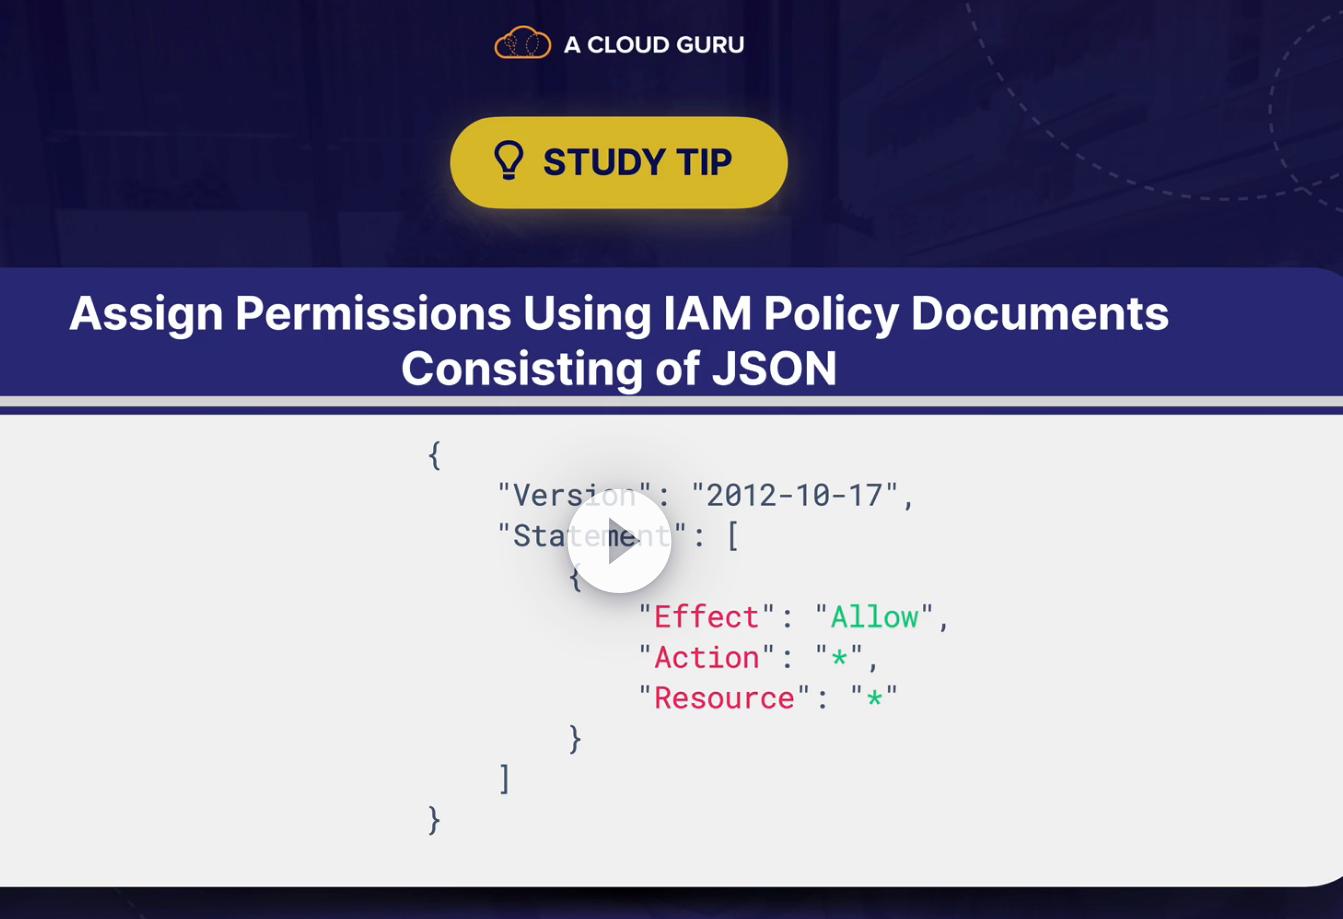 A CLOUD GURU
STUDY TIP
Assign Permissions Using IAM Policy Documents
Consisting of JSON
{
"Version": "2012-10-17",
"Statement": [
{
"Effect": "Allow",
"Action": "*",
"Resource": "*"
}
]
}